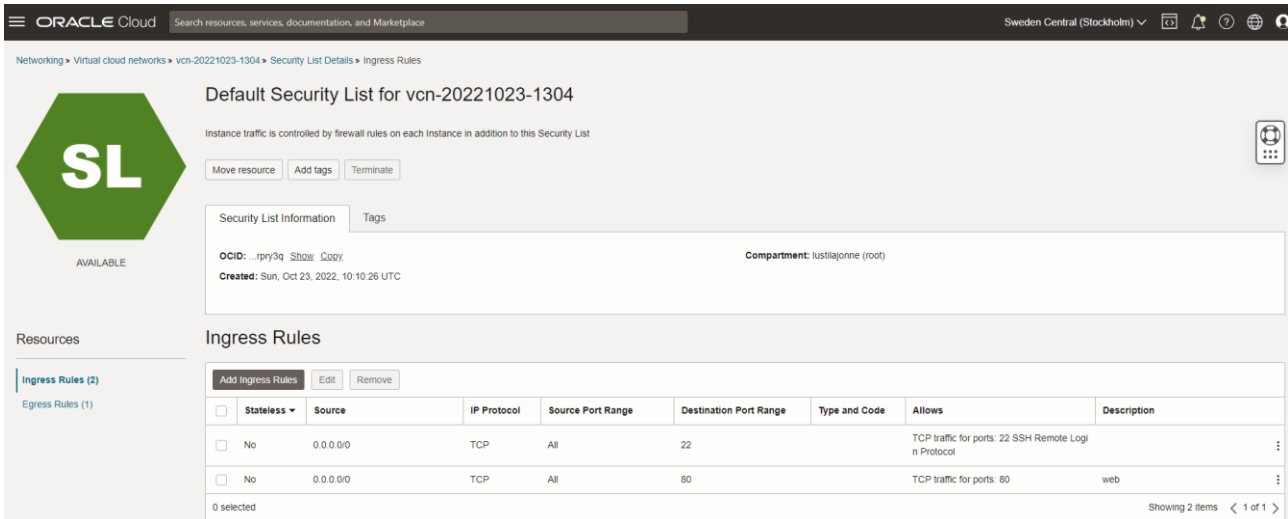 ORACLE Cloud
Search resources, services, documentation, and Marketplace
Sweden Central (Stockholm)
Networking » Virtual cloud networks » vcn-20221023-1304 » Security List Details » Ingress Rules
SL
AVAILABLE
Default Security List for vcn-20221023-1304
Instance traffic is controlled by firewall rules on each Instance in addition to this Security List
Move resource Add tags Terminate
Security List Information Tags
OCID: ...rpry3q Show Copy Compartment: lustilajonne (root)
Created: Sun, Oct 23, 2022, 10:10:26 UTC
Resources
Ingress Rules (2)
Egress Rules (1)
Ingress Rules
Add Ingress Rules Edit Remove
Stateless Source IP Protocol Source Port Range Destination Port Range Type and Code Allows Description
No 0.0.0.0/0 TCP All 22 TCP traffic for ports: 22 SSH Remote Logi
n Protocol
No 0.0.0.0/0 TCP All 80 TCP traffic for ports: 80 web
0 selected Showing 2 items < 1 of 1 >